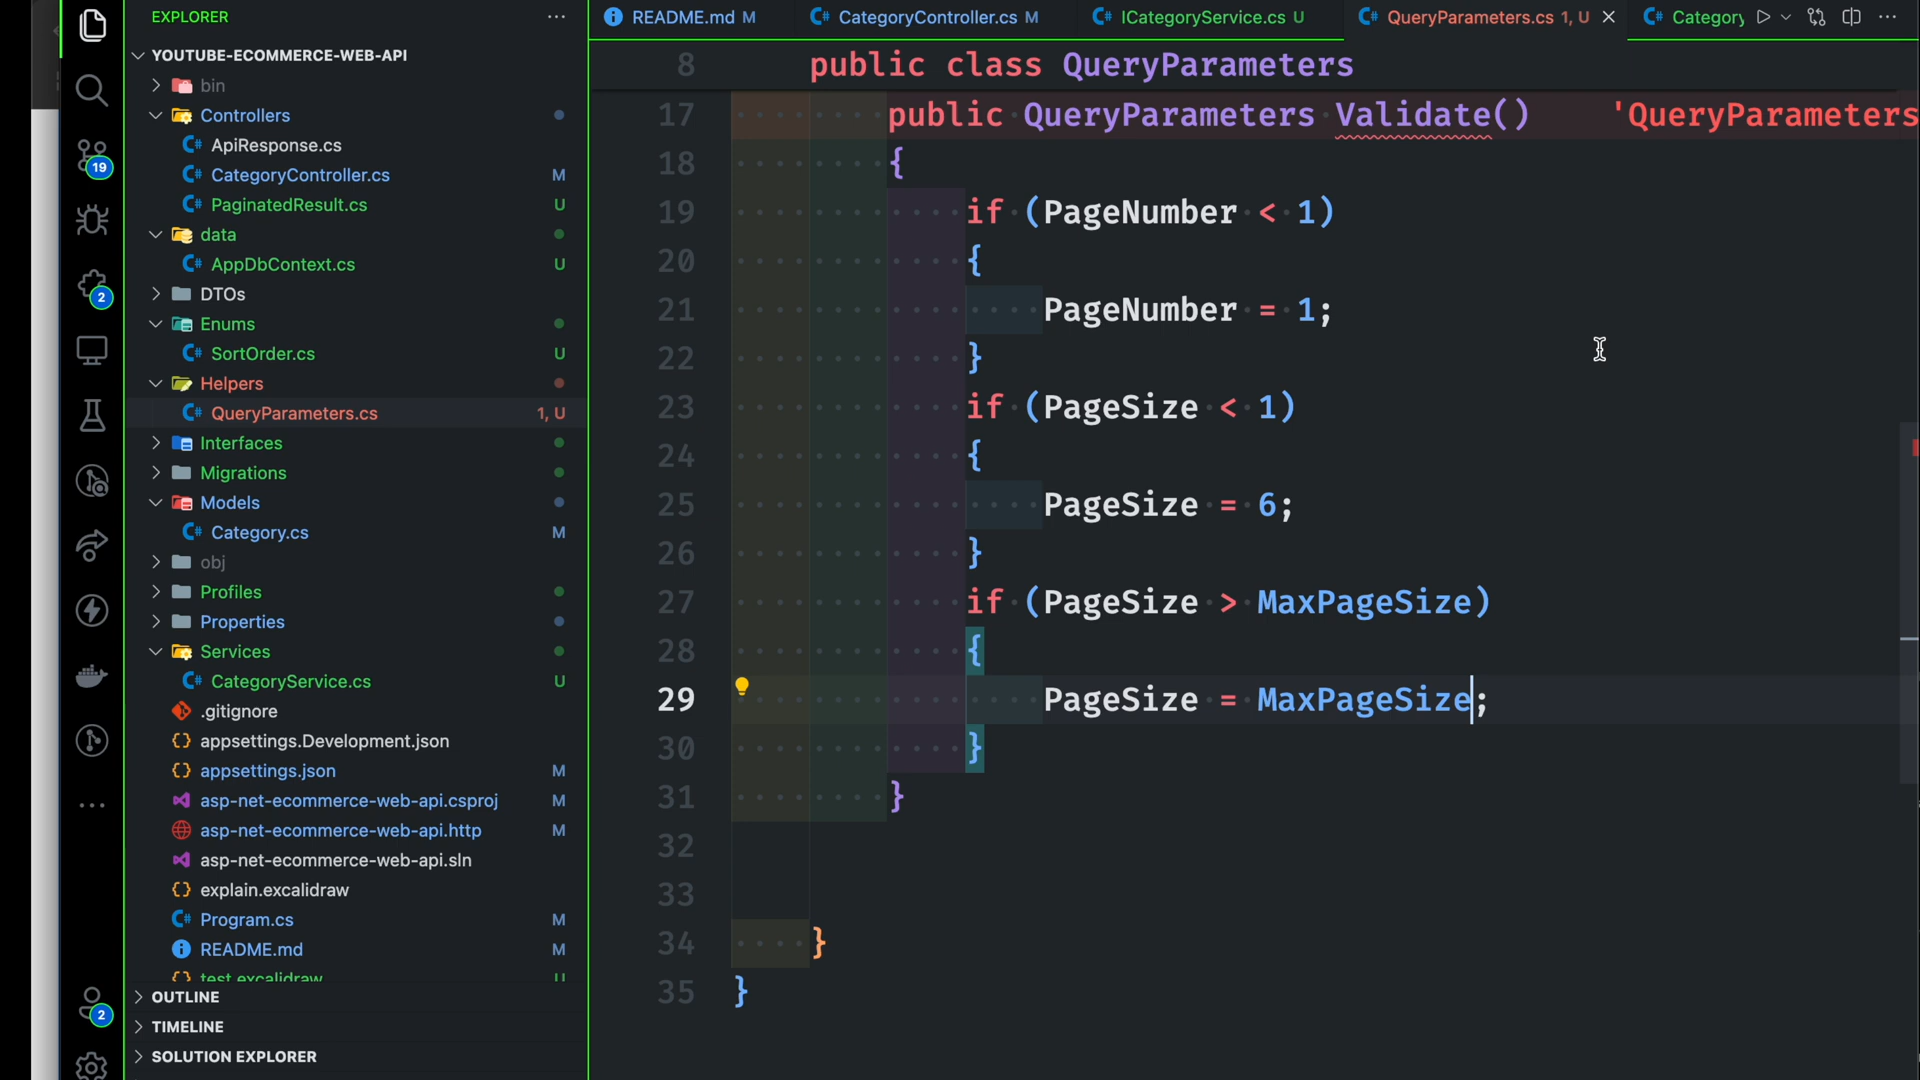 EXPLORER
YOUTUBE-ECOMMERCE-WEB-API
bin
Controllers
ApiResponse.cs
CategoryController.cs M
PaginatedResult.cs U
data
AppDbContext.cs U
DTOs
Enums
SortOrder.cs U
Helpers
QueryParameters.cs 1, U
Interfaces
Migrations
Models
Category.cs M
obj
Profiles
Properties
Services
CategoryService.cs U
.gitignore
appsettings.Development.json
appsettings.json M
asp-net-ecommerce-web-api.csproj M
asp-net-ecommerce-web-api.http M
asp-net-ecommerce-web-api.sln
explain.excalidraw
Program.cs M
README.md M
test.excalidraw U
OUTLINE
TIMELINE
SOLUTION EXPLORER
19
2
2
README.md M
CategoryController.cs M
ICategoryService.cs U
QueryParameters.cs 1, U
Category
8 public class QueryParameters
17 public QueryParameters Validate() 'QueryParameters
18 {
19 if (PageNumber < 1)
20 {
21 PageNumber = 1;
22 }
23 if (PageSize < 1)
24 {
25 PageSize = 6;
26 }
27 if (PageSize > MaxPageSize)
28 {
29 PageSize = MaxPageSize;
30 }
31 }
32
33
34 }
35 }